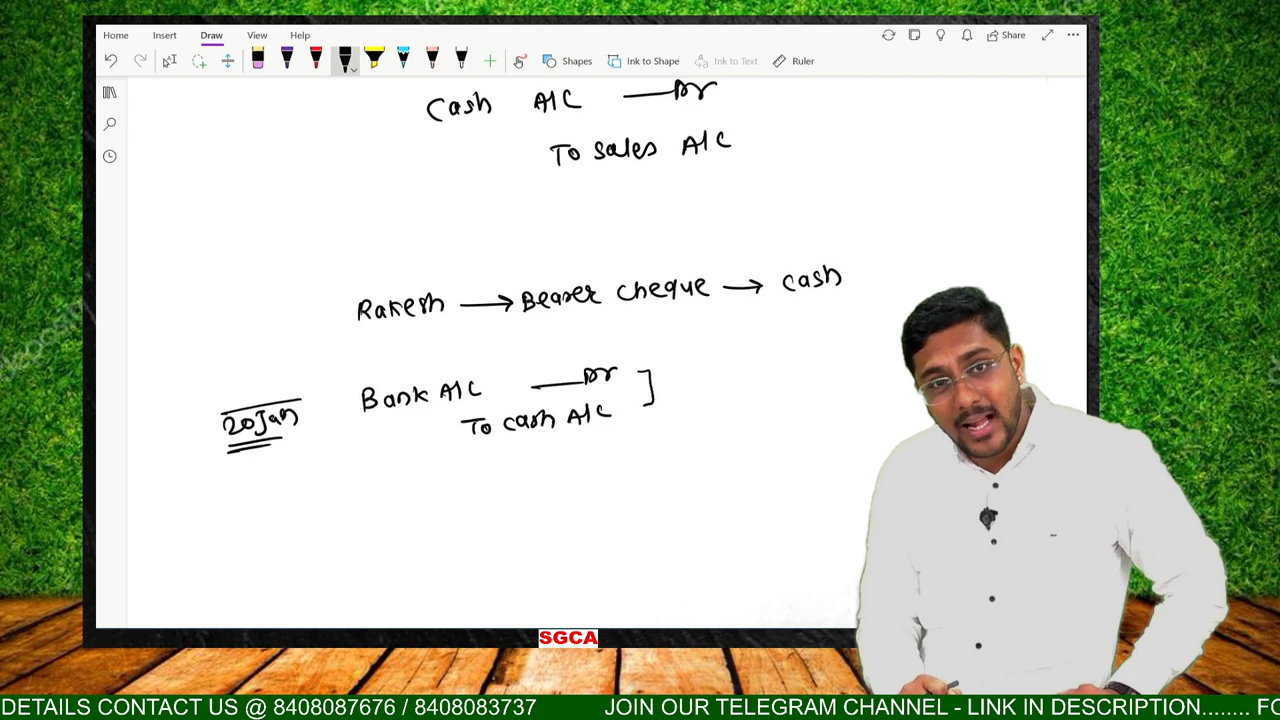 Home Insert Draw View Help Share
Shapes Ink to Shape Ink to Text Ruler
Cash A/C Dr
To Sales A/C
Rakesh → Bearer cheque → cash
Bank A/C Dr
20 Jan
To cash A/C
SGCA
DETAILS CONTACT US @ 8408087676 / 8408083737 JOIN OUR TELEGRAM CHANNEL - LINK IN DESCRIPTION........ FO